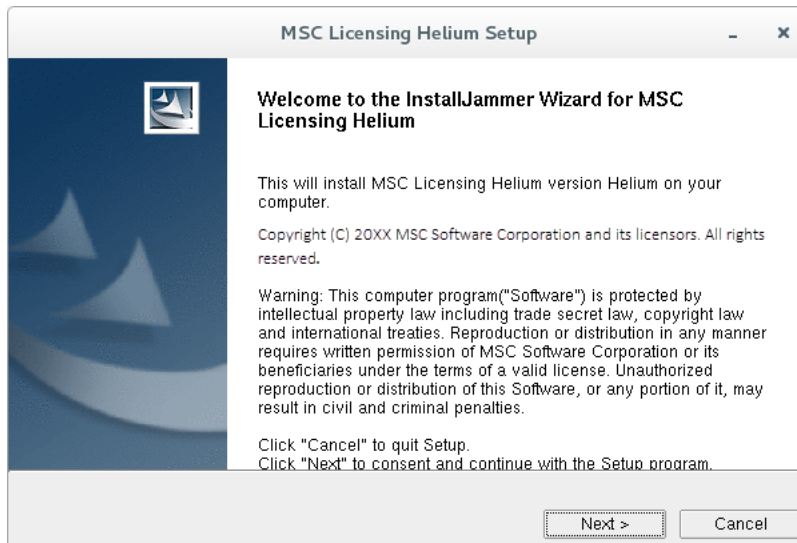 MSC Licensing Helium Setup
Welcome to the InstallJammer Wizard for MSC
Licensing Helium
This will install MSC Licensing Helium version Helium on your
computer.
Copyright (C) 20XX MSC Software Corporation and its licensors. All rights
reserved.
Warning: This computer program("Software") is protected by
intellectual property law including trade secret law, copyright law
and international treaties. Reproduction or distribution in any manner
requires written permission of MSC Software Corporation or its
beneficiaries under the terms of a valid license. Unauthorized
reproduction or distribution of this Software, or any portion of it, may
result in civil and criminal penalties.
Click "Cancel" to quit Setup.
Click "Next" to consent and continue with the Setup program.
Next >
Cancel